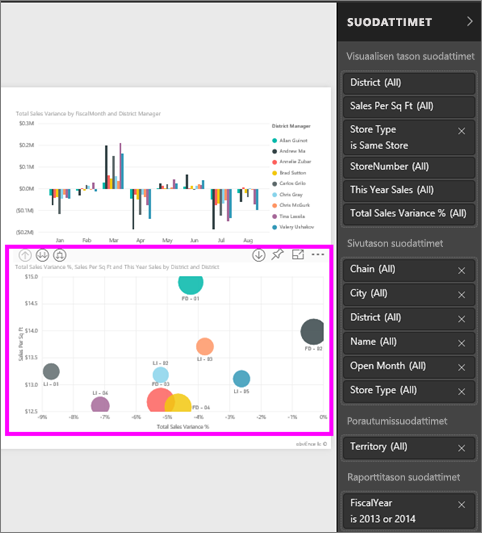 SUODATTIMET
Visuaalisen tason suodattimet
District (All)
Sales Per Sq Ft (All)
Store Type
is Same Store
StoreNumber (All)
This Year Sales (All)
Total Sales Variance % (All)
Sivutason suodattimet
Chain (All)
City (All)
District (All)
Name (All)
Open Month (All)
Store Type (All)
Porautumissuodattimet
Territory (All)
Raporttitason suodattimet
FiscalYear
is 2013 or 2014
Total Sales Variance by FiscalMonth and District Manager
$0.3M
$0.2M
$0.1M
$0.0M
($0.1M)
($0.2M)
Jan Feb Mar Apr May Jun Jul Aug
District Manager
Allan Guinot
Andrew Ma
Annelie Zubar
Brad Sutton
Carlos Grilo
Chris Gray
Chris McGurk
Tina Lassila
Valery Ushakov
Total Sales Variance %, Sales Per Sq Ft and This Year Sales by District and District
Sales Per Sq Ft
$15.0
$14.5
$14.0
$13.5
$13.0
$12.5
FD - 01
FD - 02
LI - 03
LI - 01
FD - 03
LI - 05
LI - 04
FD - 04
-9% -8% -7% -6% -5% -4% -3% -2% -1% 0%
Total Sales Variance %